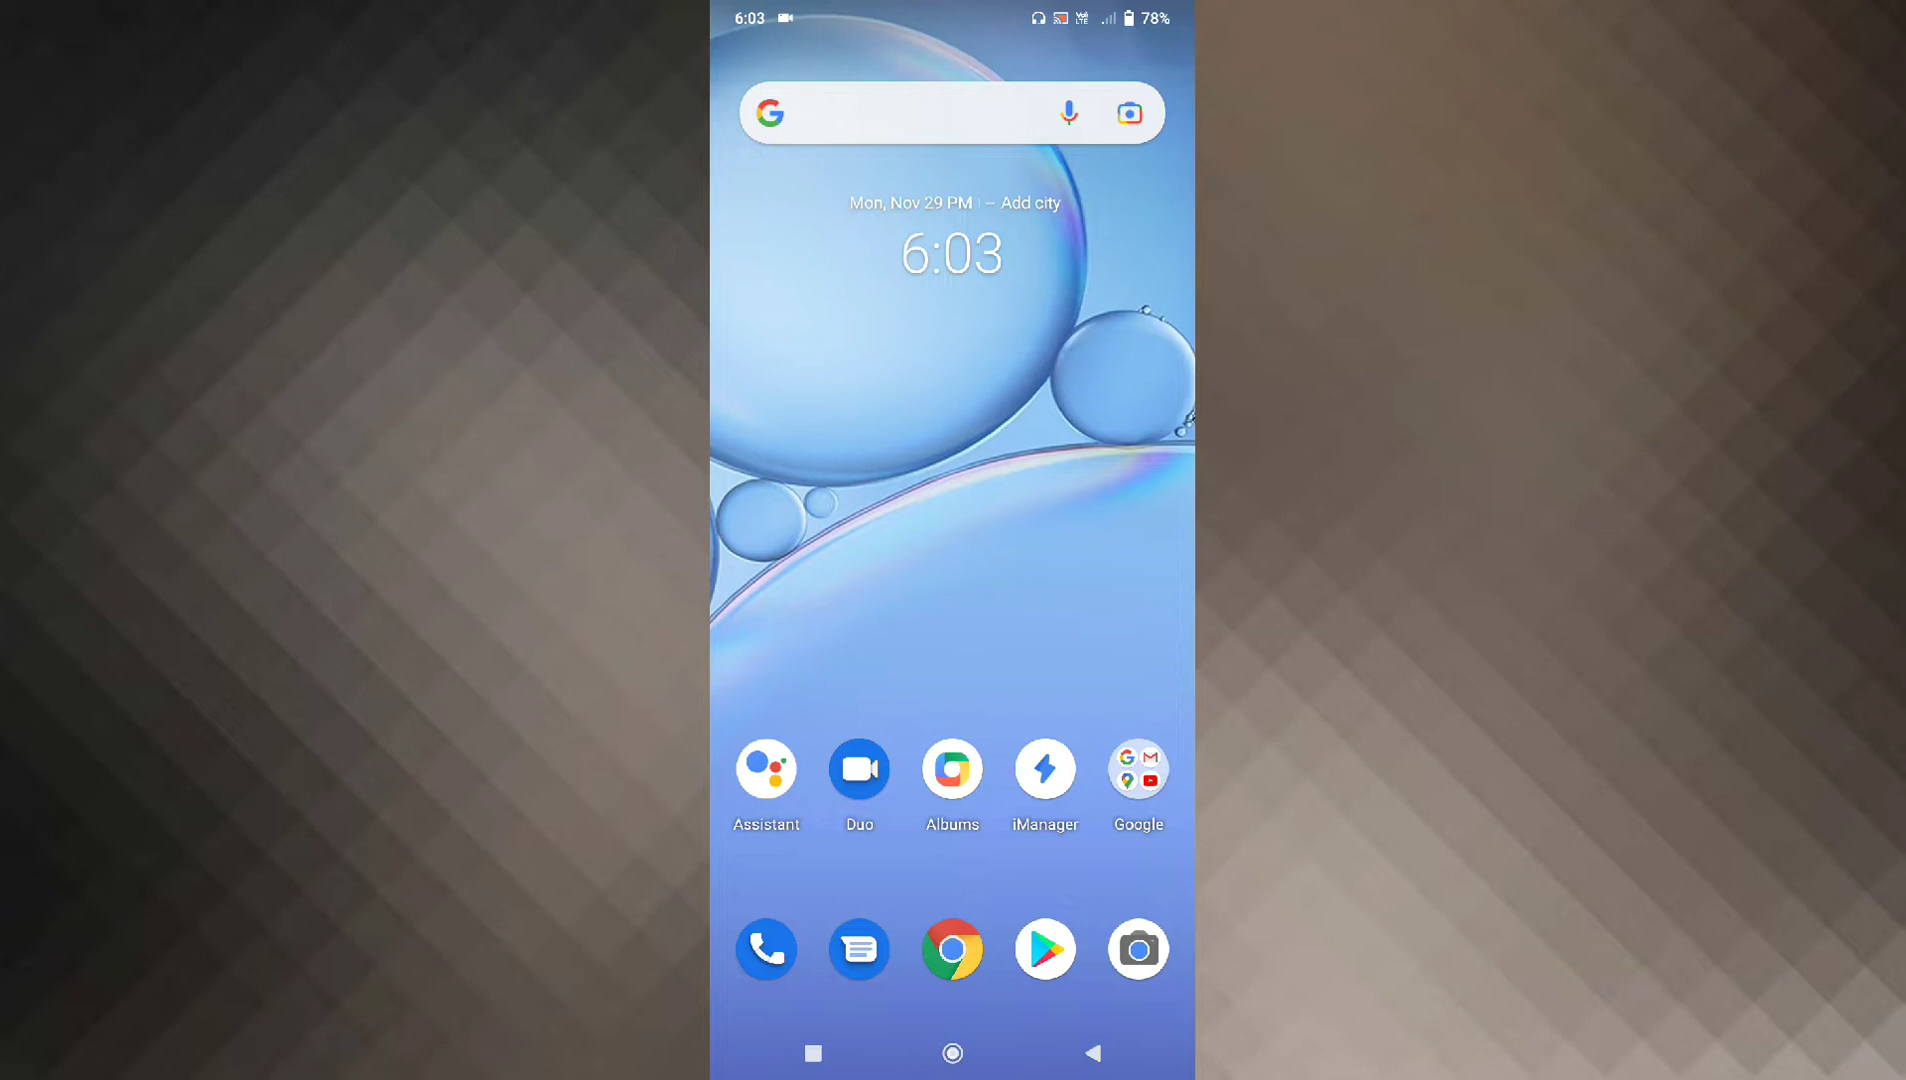 6:03 78%
Mon, Nov 29 PM | – Add city
6:03
Assistant Duo Albums iManager Google